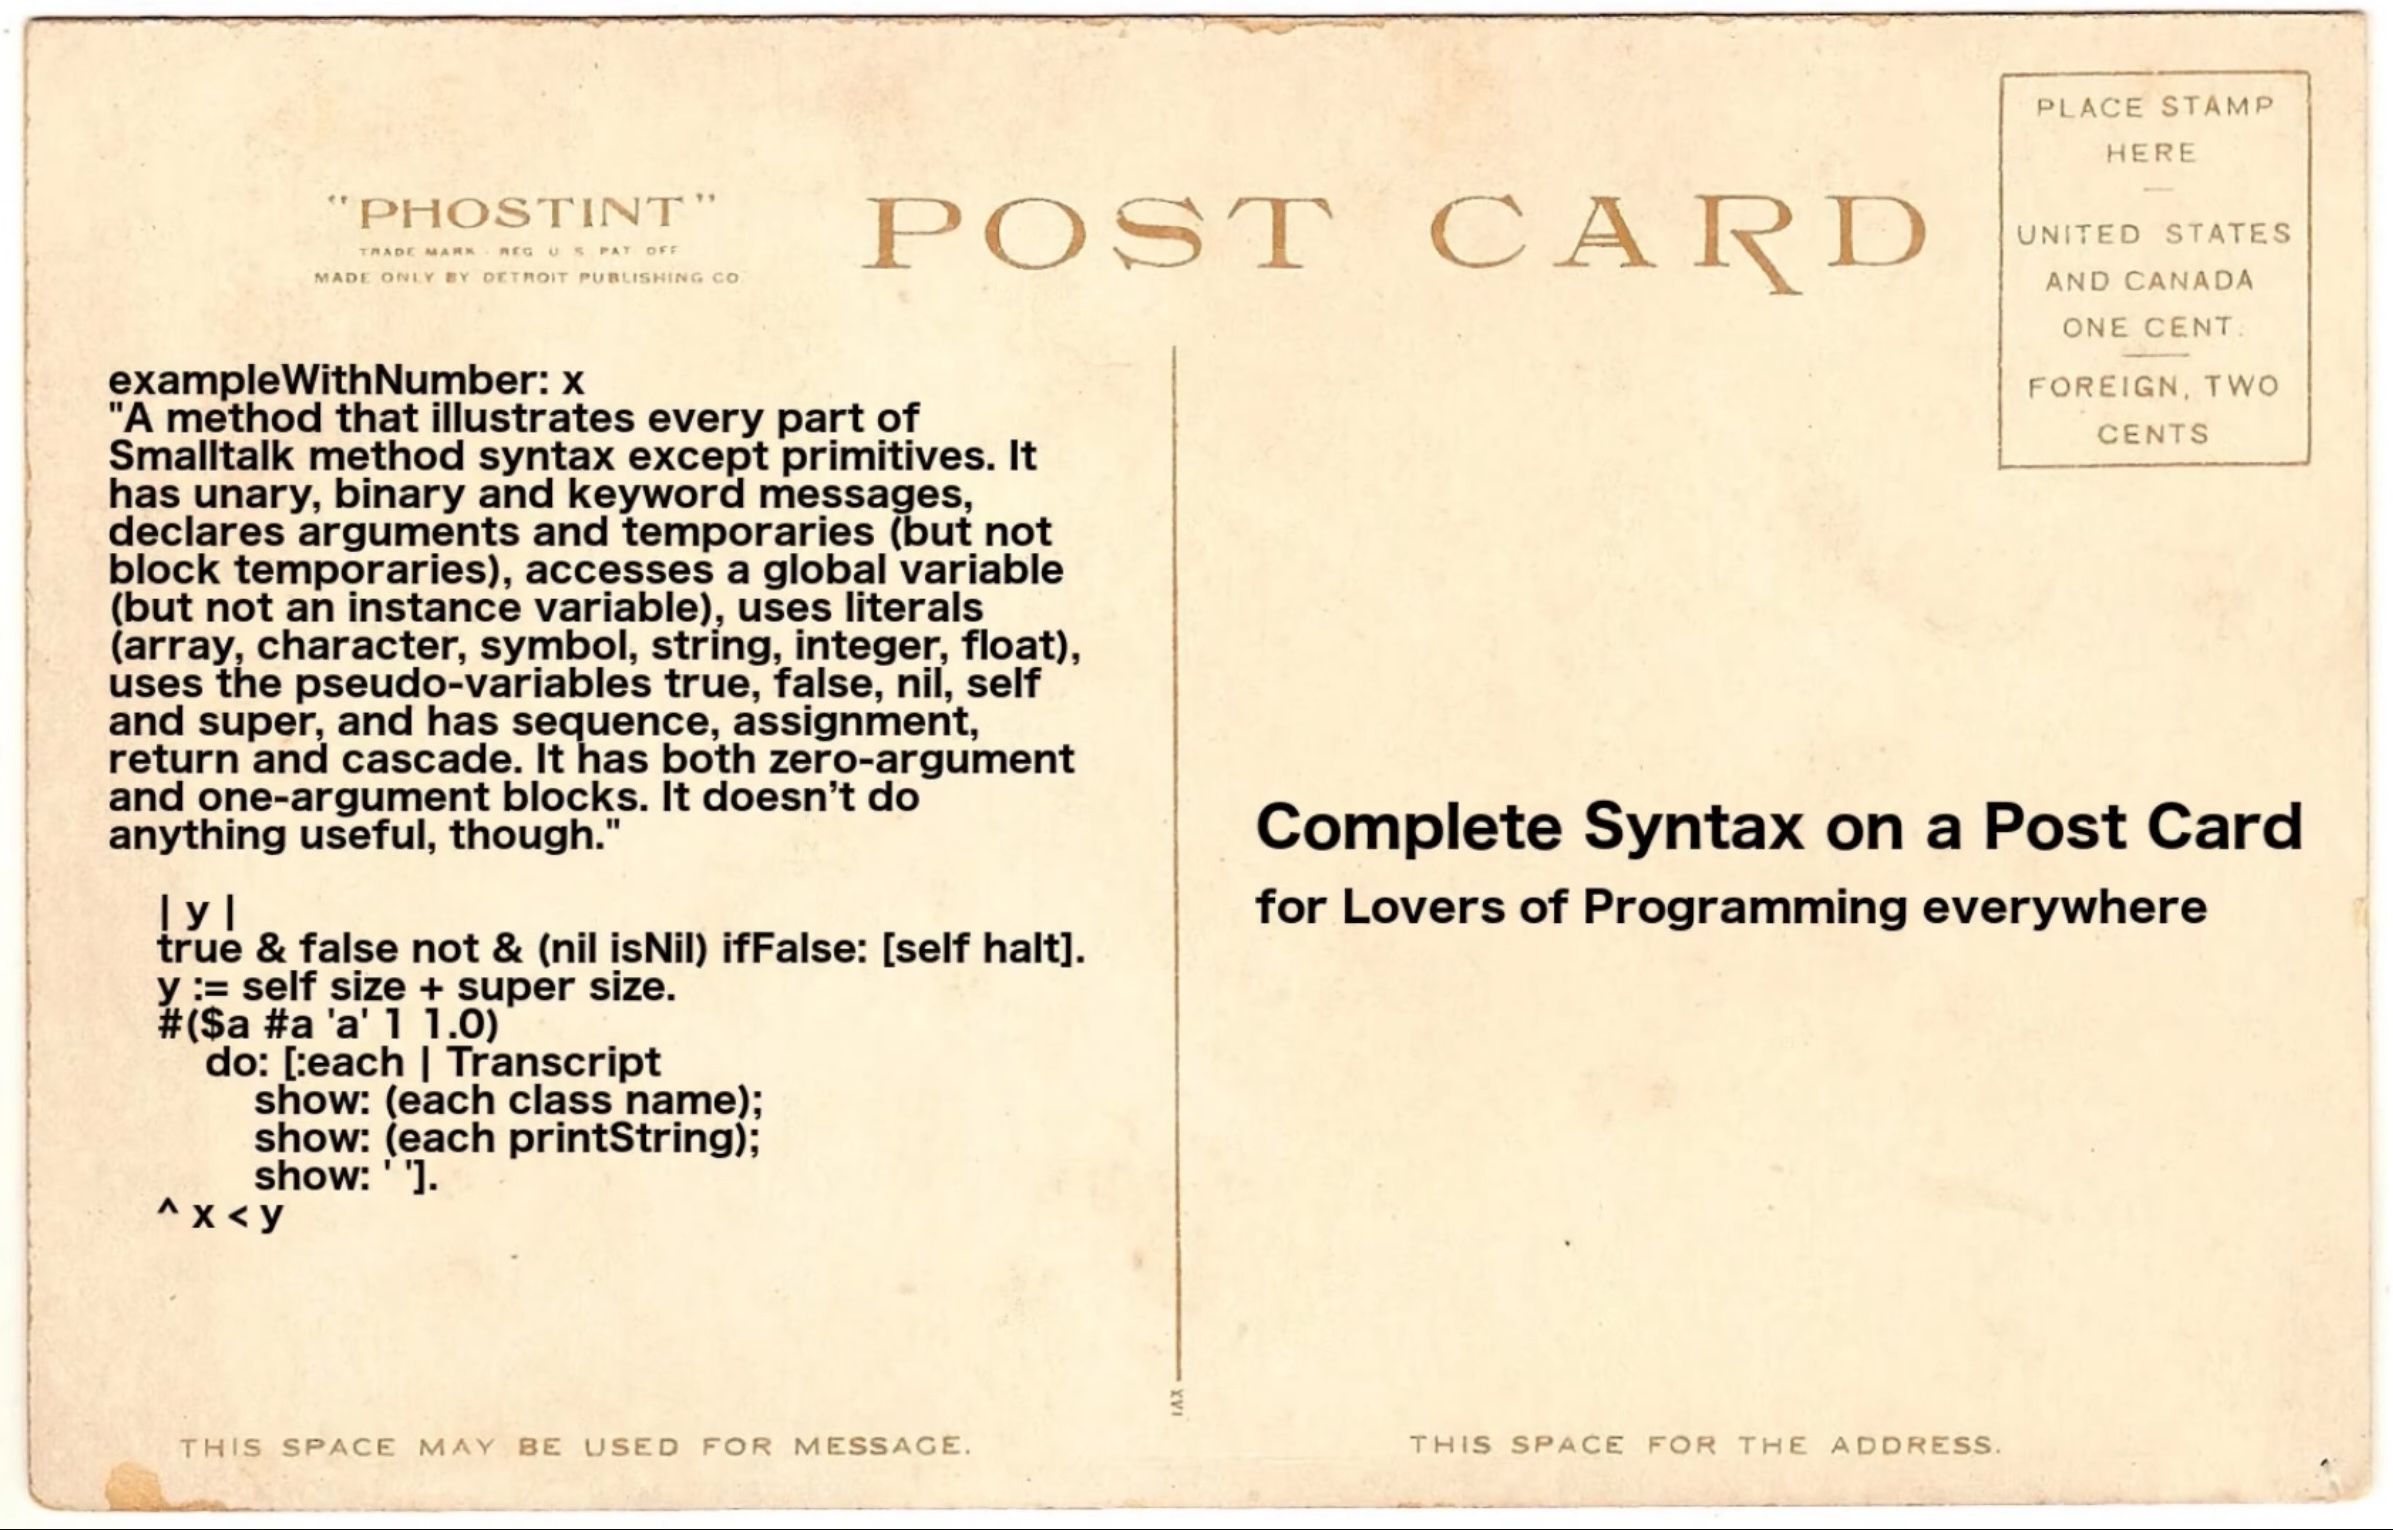 "PHOSTINT"
TRADE MARK · REG U S PAT OFF
MADE ONLY BY DETROIT PUBLISHING CO.
POST CARD
PLACE STAMP
HERE
UNITED STATES
AND CANADA
ONE CENT.
FOREIGN, TWO
CENTS
exampleWithNumber: x
"A method that illustrates every part of
Smalltalk method syntax except primitives. It
has unary, binary and keyword messages,
declares arguments and temporaries (but not
block temporaries), accesses a global variable
(but not an instance variable), uses literals
(array, character, symbol, string, integer, float),
uses the pseudo-variables true, false, nil, self
and super, and has sequence, assignment,
return and cascade. It has both zero-argument
and one-argument blocks. It doesn’t do
anything useful, though."
| y |
true & false not & (nil isNil) ifFalse: [self halt].
y := self size + super size.
#($a #a 'a' 1 1.0)
do: [:each | Transcript
show: (each class name);
show: (each printString);
show: ' '].
^ x < y
Complete Syntax on a Post Card
for Lovers of Programming everywhere
XVI
THIS SPACE MAY BE USED FOR MESSAGE.
THIS SPACE FOR THE ADDRESS.